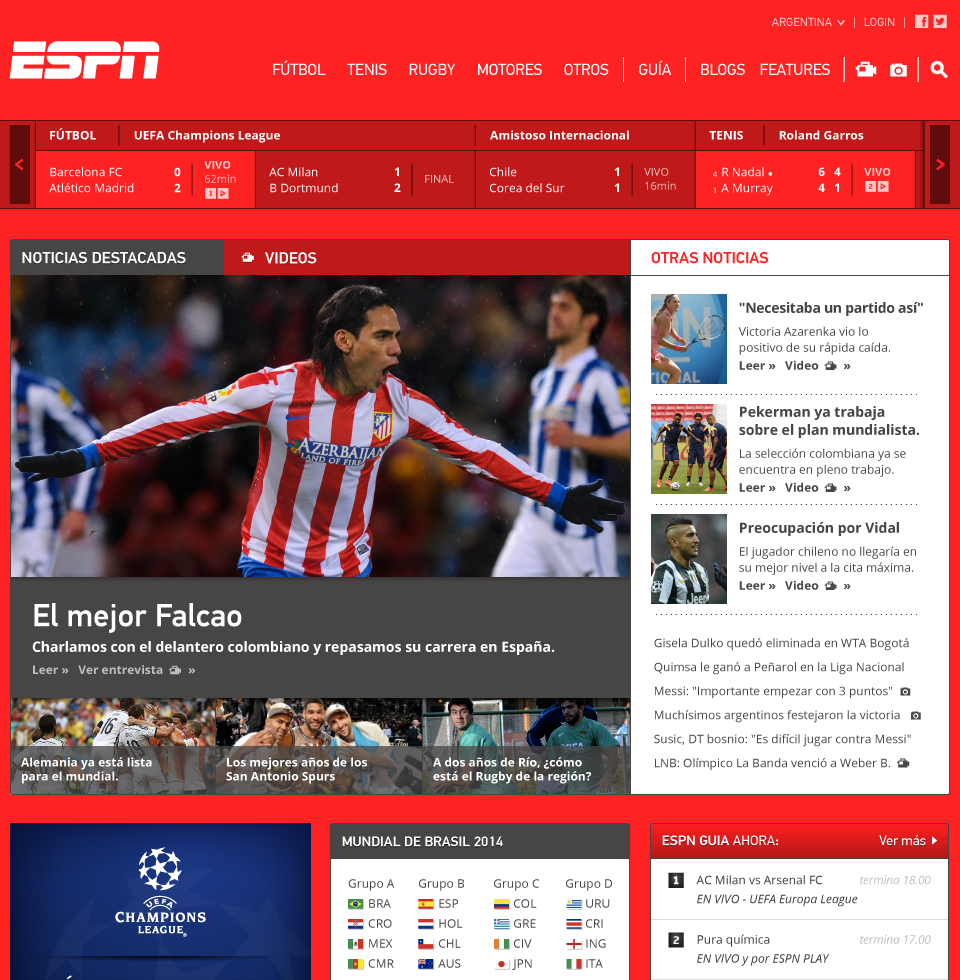 ARGENTINA | LOGIN |
ESPN
FÚTBOL TENIS RUGBY MOTORES OTROS GUÍA BLOGS FEATURES
FÚTBOL UEFA Champions League Amistoso Internacional TENIS Roland Garros
Barcelona FC 0
Atlético Madrid 2
VIVO
62min
1
AC Milan 1
B Dortmund 2
FINAL
Chile 1
Corea del Sur 1
VIVO
16min
4 R Nadal • 6 4
1 A Murray 4 1
VIVO
2
NOTICIAS DESTACADAS VIDEOS
AZERBAIJAN
LAND OF FIRE
El mejor Falcao
Charlamos con el delantero colombiano y repasamos su carrera en España.
Leer » Ver entrevista »
16
Alemania ya está lista
para el mundial.
Los mejores años de los
San Antonio Spurs
A dos años de Río, ¿cómo
está el Rugby de la región?
OTRAS NOTICIAS
"Necesitaba un partido así"
Victoria Azarenka vio lo
positivo de su rápida caída.
Leer » Video »
Pekerman ya trabaja
sobre el plan mundialista.
La selección colombiana ya se
encuentra en pleno trabajo.
Leer » Video »
Jeep
Preocupación por Vidal
El jugador chileno no llegaría en
su mejor nivel a la cita máxima.
Leer » Video »
Gisela Dulko quedó eliminada en WTA Bogotá
Quimsa le ganó a Peñarol en la Liga Nacional
Messi: "Importante empezar con 3 puntos"
Muchísimos argentinos festejaron la victoria
Susic, DT bosnio: "Es difícil jugar contra Messi"
LNB: Olímpico La Banda venció a Weber B.
UEFA
CHAMPIONS
LEAGUE®
MUNDIAL DE BRASIL 2014
Grupo A Grupo B Grupo C Grupo D
BRA ESP COL URU
CRO HOL GRE CRI
MEX CHL CIV ING
CMR AUS JPN ITA
ESPN GUIA AHORA: Ver más
1 AC Milan vs Arsenal FC termina 18.00
EN VIVO - UEFA Europa League
2 Pura química termina 17.00
EN VIVO y por ESPN PLAY